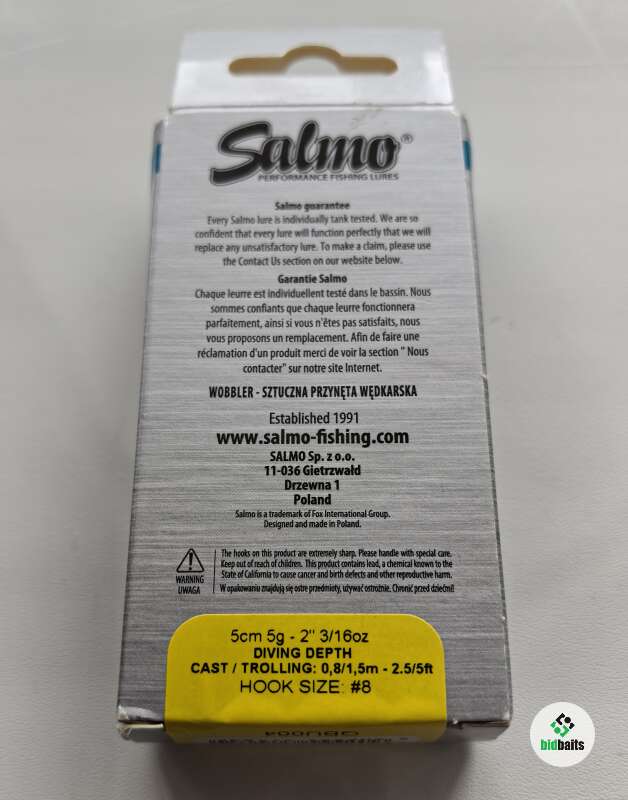 Salmo®
PERFORMANCE FISHING LURES
Salmo guarantee
Every Salmo lure is individually tank tested. We are so
confident that every lure will function perfectly that we will
replace any unsatisfactory lure. To make a claim, please use
the Contact Us section on our website below.
Garantie Salmo
Chaque leurre est individuellent testé dans le bassin. Nous
sommes confiants que chaque leurre fonctionnera
parfaitement, ainsi si vous n'êtes pas satisfaits, nous
vous proposons un remplacement. Afin de faire une
réclamation d'un produit merci de voir la section " Nous
contacter" sur notre site Internet.
WOBBLER - SZTUCZNA PRZYNĘTA WĘDKARSKA
Established 1991
www.salmo-fishing.com
SALMO Sp. z o.o.
11-036 Gietrzwałd
Drzewna 1
Poland
Salmo is a trademark of Fox International Group.
Designed and made in Poland.
WARNING
UWAGA
The hooks on this product are extremely sharp. Please handle with special care.
Keep out of reach of children. This product contains lead, a chemical known to the
State of California to cause cancer and birth defects and other reproductive harm.
W opakowaniu znajdują się ostre przedmioty, używać ostrożnie. Chronić przed dziećmi!
5cm 5g - 2" 3/16oz
DIVING DEPTH
CAST / TROLLING: 0,8/1,5m - 2.5/5ft
HOOK SIZE: #8
bidbaits